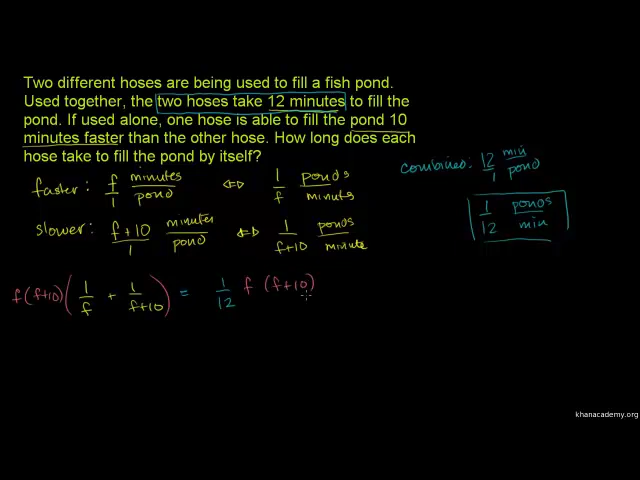 Two different hoses are being used to fill a fish pond.
Used together, the two hoses take 12 minutes to fill the
pond. If used alone, one hose is able to fill the pond 10
minutes faster than the other hose. How long does each
hose take to fill the pond by itself?
combined: 12/1 min/pond
faster: f/1 minutes/pond ⇔ 1/f ponds/minutes
1/12 ponds/min
slower: f+10/1 minutes/pond ⇔ 1/f+10 ponds/minute
f(f+10)(1/f + 1/f+10) = 1/12 f (f+10)
khanacademy.org